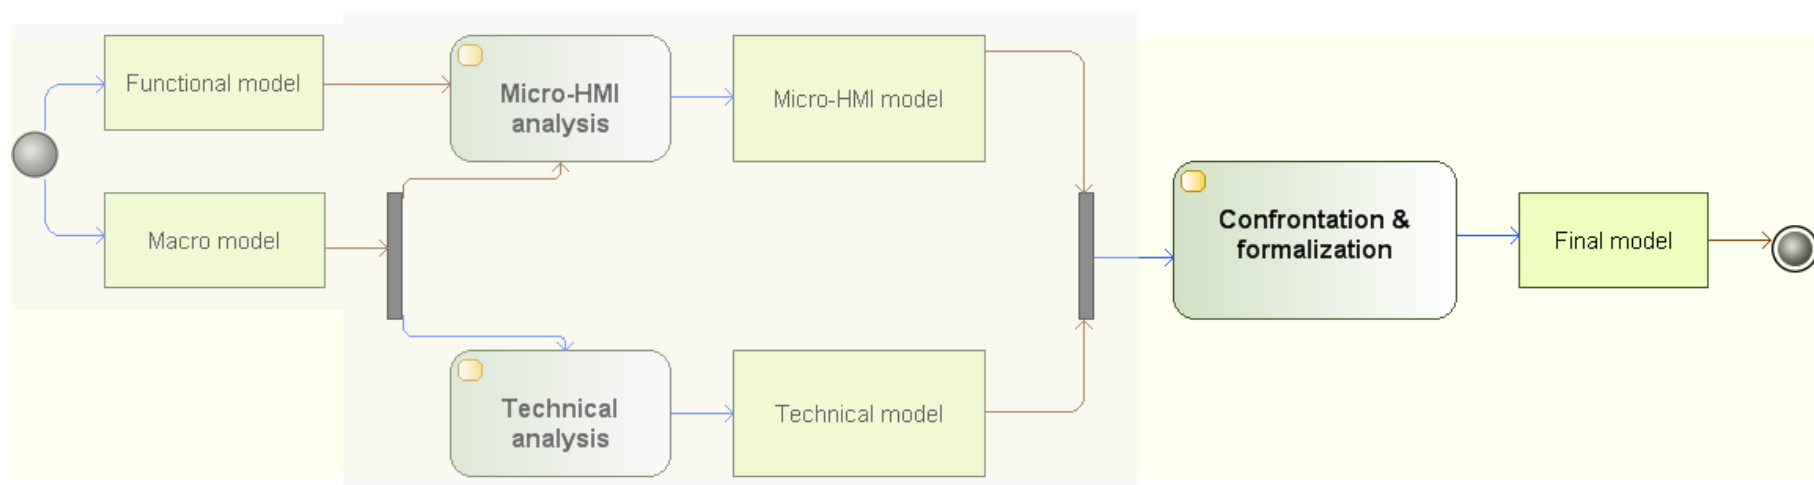 Functional model
Micro-HMI
analysis
Micro-HMI model
Macro model
Confrontation &
formalization
Final model
Technical
analysis
Technical model